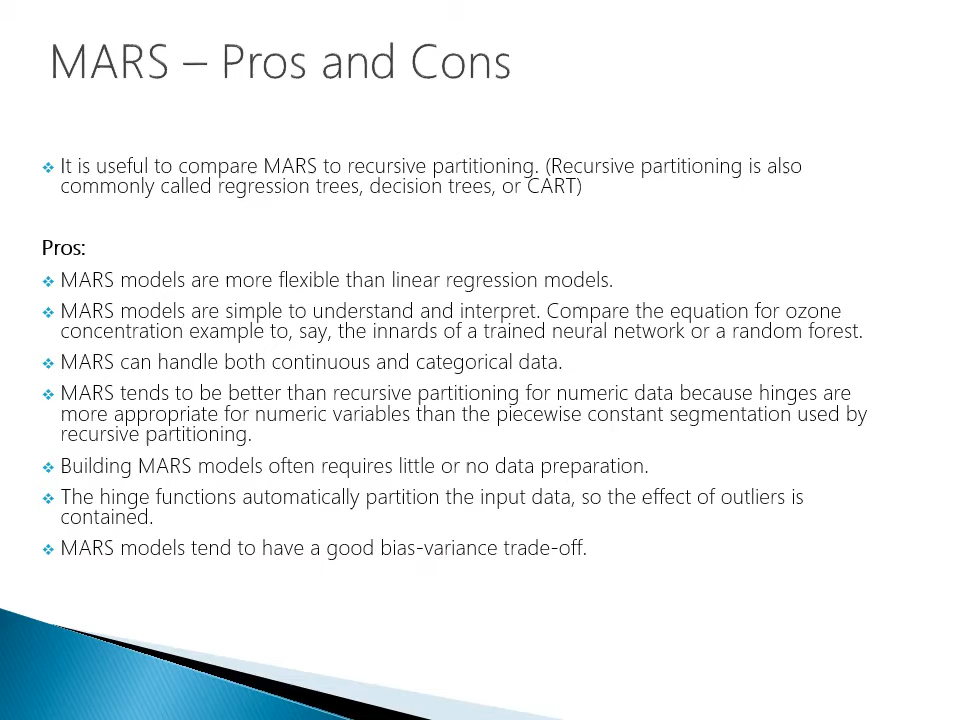 MARS – Pros and Cons
❖ It is useful to compare MARS to recursive partitioning. (Recursive partitioning is also
commonly called regression trees, decision trees, or CART)
Pros:
❖ MARS models are more flexible than linear regression models.
❖ MARS models are simple to understand and interpret. Compare the equation for ozone
concentration example to, say, the innards of a trained neural network or a random forest.
❖ MARS can handle both continuous and categorical data.
❖ MARS tends to be better than recursive partitioning for numeric data because hinges are
more appropriate for numeric variables than the piecewise constant segmentation used by
recursive partitioning.
❖ Building MARS models often requires little or no data preparation.
❖ The hinge functions automatically partition the input data, so the effect of outliers is
contained.
❖ MARS models tend to have a good bias-variance trade-off.